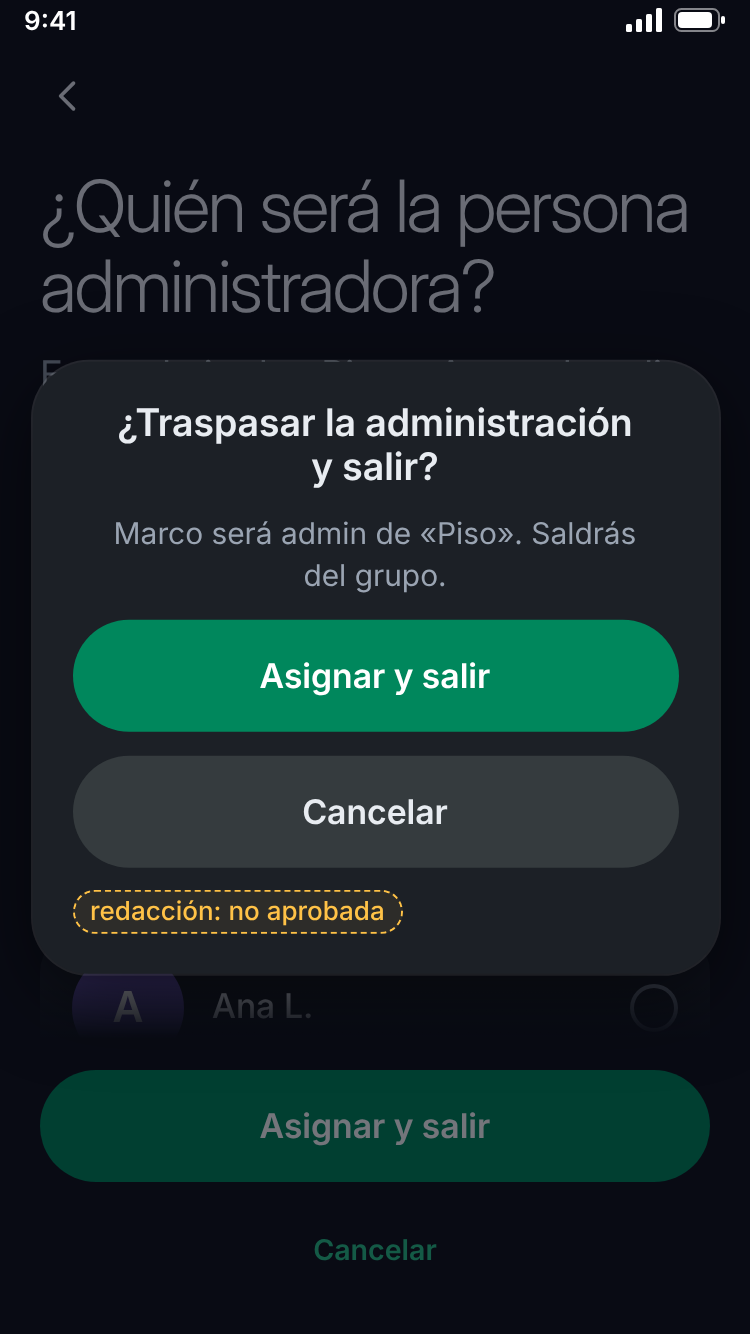 9:41
¿Quién será la persona
administradora?
¿Traspasar la administración
y salir?
Marco será admin de «Piso». Saldrás
del grupo.
Asignar y salir
Cancelar
redacción: no aprobada
A
Ana L.
Asignar y salir
Cancelar